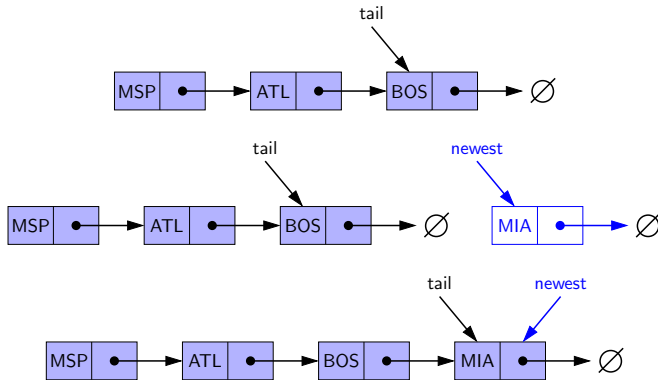 tail
MSP ATL BOS ∅
tail newest
MSP ATL BOS ∅ MIA ∅
tail newest
MSP ATL BOS MIA ∅